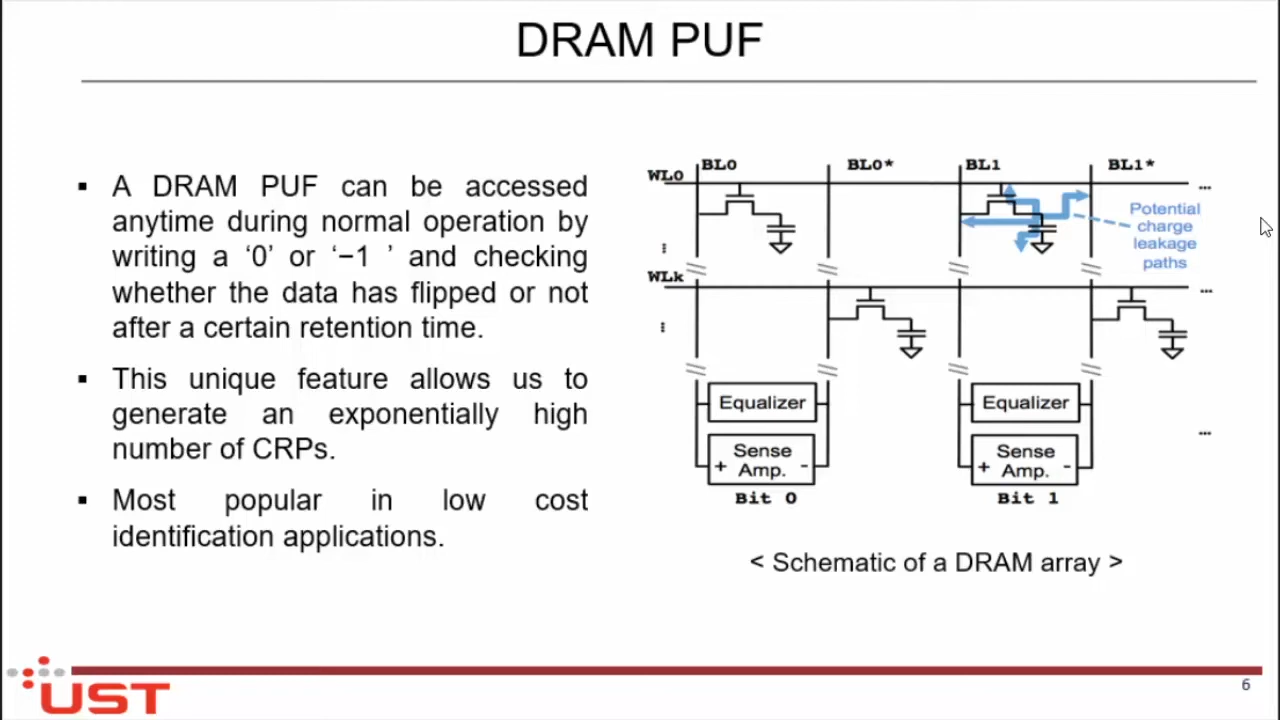 DRAM PUF
▪ A DRAM PUF can be accessed
anytime during normal operation by
writing a ‘0’ or ‘−1 ’ and checking
whether the data has flipped or not
after a certain retention time.
▪ This unique feature allows us to
generate an exponentially high
number of CRPs.
▪ Most popular in low cost
identification applications.
BL0 BL0* BL1 BL1*
WL0 ...
Potential
charge
leakage
paths
⋮
WLk ...
⋮
Equalizer Equalizer
...
Sense Sense
+ Amp. - + Amp. -
Bit 0 Bit 1
< Schematic of a DRAM array >
UST
6